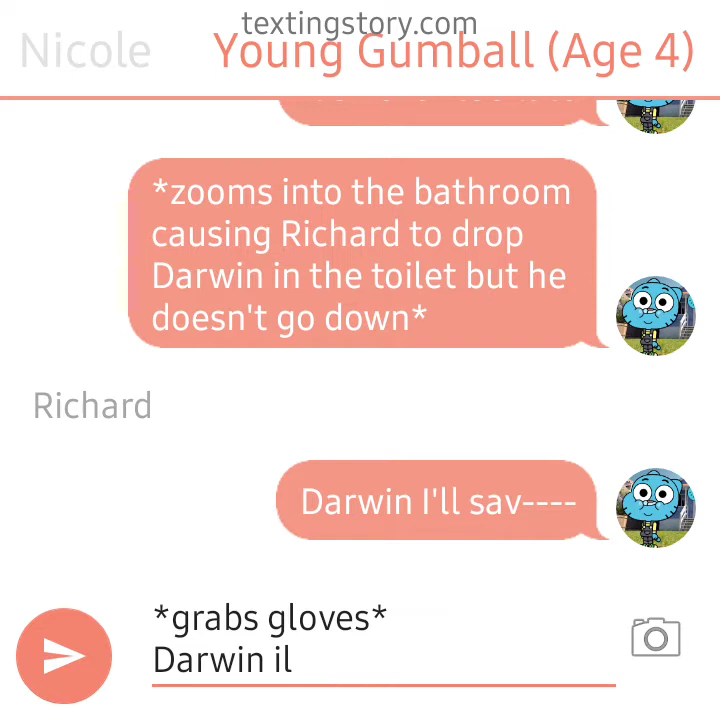 textingstory.com
Nicole Young Gumball (Age 4)
*zooms into the bathroom
causing Richard to drop
Darwin in the toilet but he
doesn't go down*
Richard
Darwin I'll sav----
*grabs gloves*
Darwin il